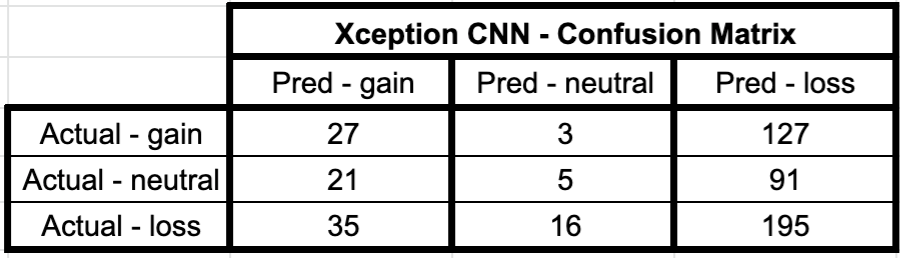 Xception CNN - Confusion Matrix
Pred - gain Pred - neutral Pred - loss
Actual - gain 27 3 127
Actual - neutral 21 5 91
Actual - loss 35 16 195